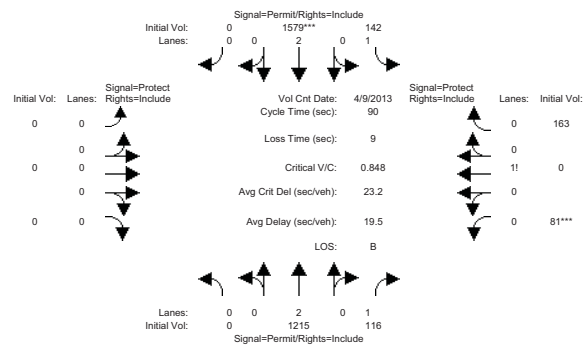 Signal=Permit/Rights=Include
Initial Vol: 0 1579*** 142
Lanes: 0 0 2 0 1
Signal=Protect
Initial Vol: Lanes: Rights=Include
Vol Cnt Date: 4/9/2013
Signal=Protect
Rights=Include Lanes: Initial Vol:
Cycle Time (sec): 90
0 0
0 163
Loss Time (sec): 9
0
0
0 0
Critical V/C: 0.848
1! 0
0
Avg Crit Del (sec/veh): 23.2
0
0 0
Avg Delay (sec/veh): 19.5
0 81***
LOS: B
Lanes: 0 0 2 0 1
Initial Vol: 0 1215 116
Signal=Permit/Rights=Include